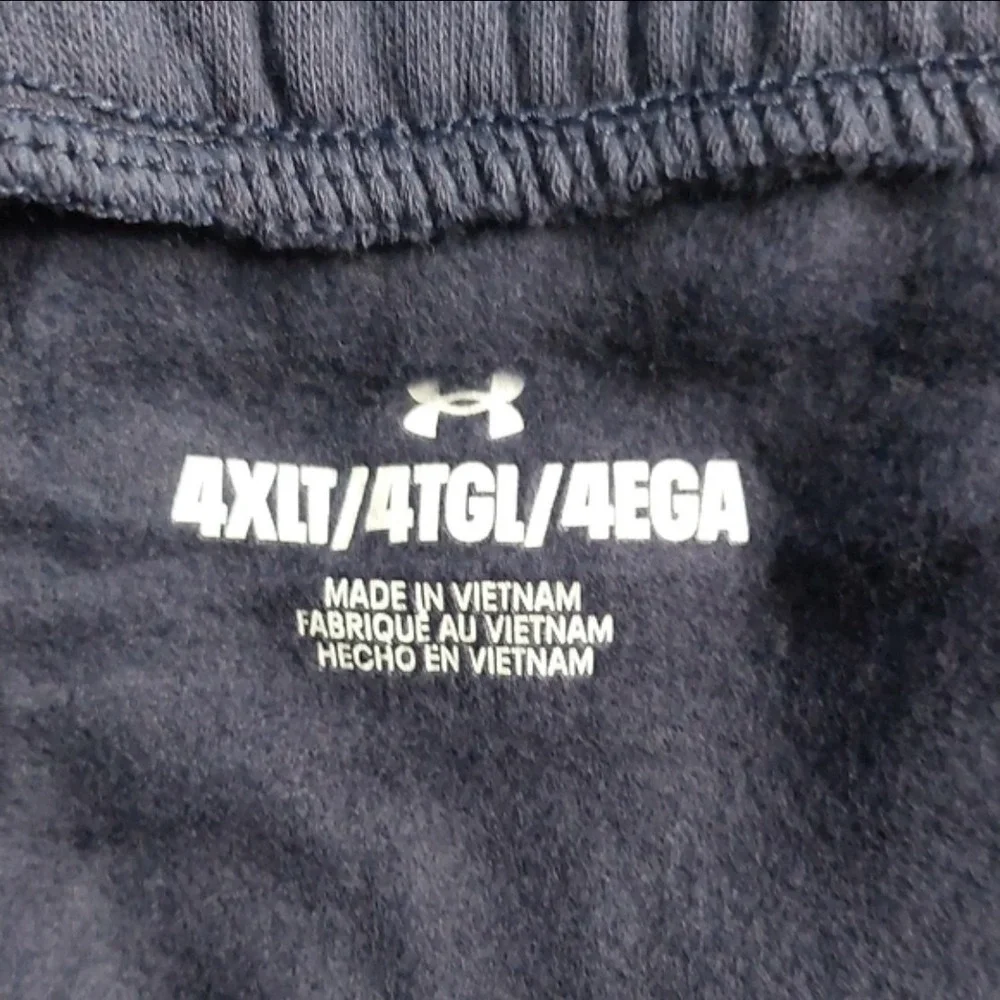 4XLT/4TGL/4EGA
MADE IN VIETNAM
FABRIQUÉ AU VIETNAM
HECHO EN VIETNAM